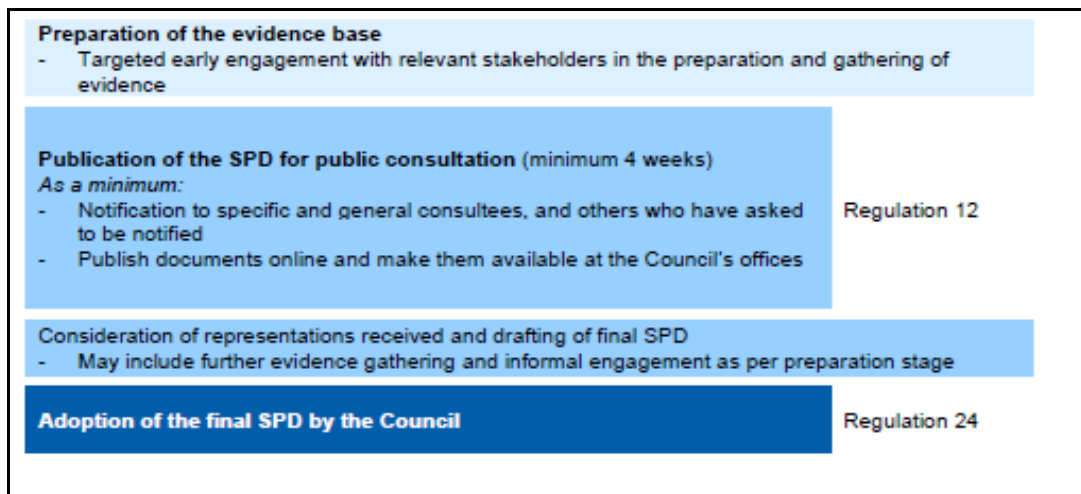 Preparation of the evidence base
- Targeted early engagement with relevant stakeholders in the preparation and gathering of
evidence
Publication of the SPD for public consultation (minimum 4 weeks)
As a minimum:
- Notification to specific and general consultees, and others who have asked
to be notified
- Publish documents online and make them available at the Council's offices
Regulation 12
Consideration of representations received and drafting of final SPD
- May include further evidence gathering and informal engagement as per preparation stage
Adoption of the final SPD by the Council
Regulation 24